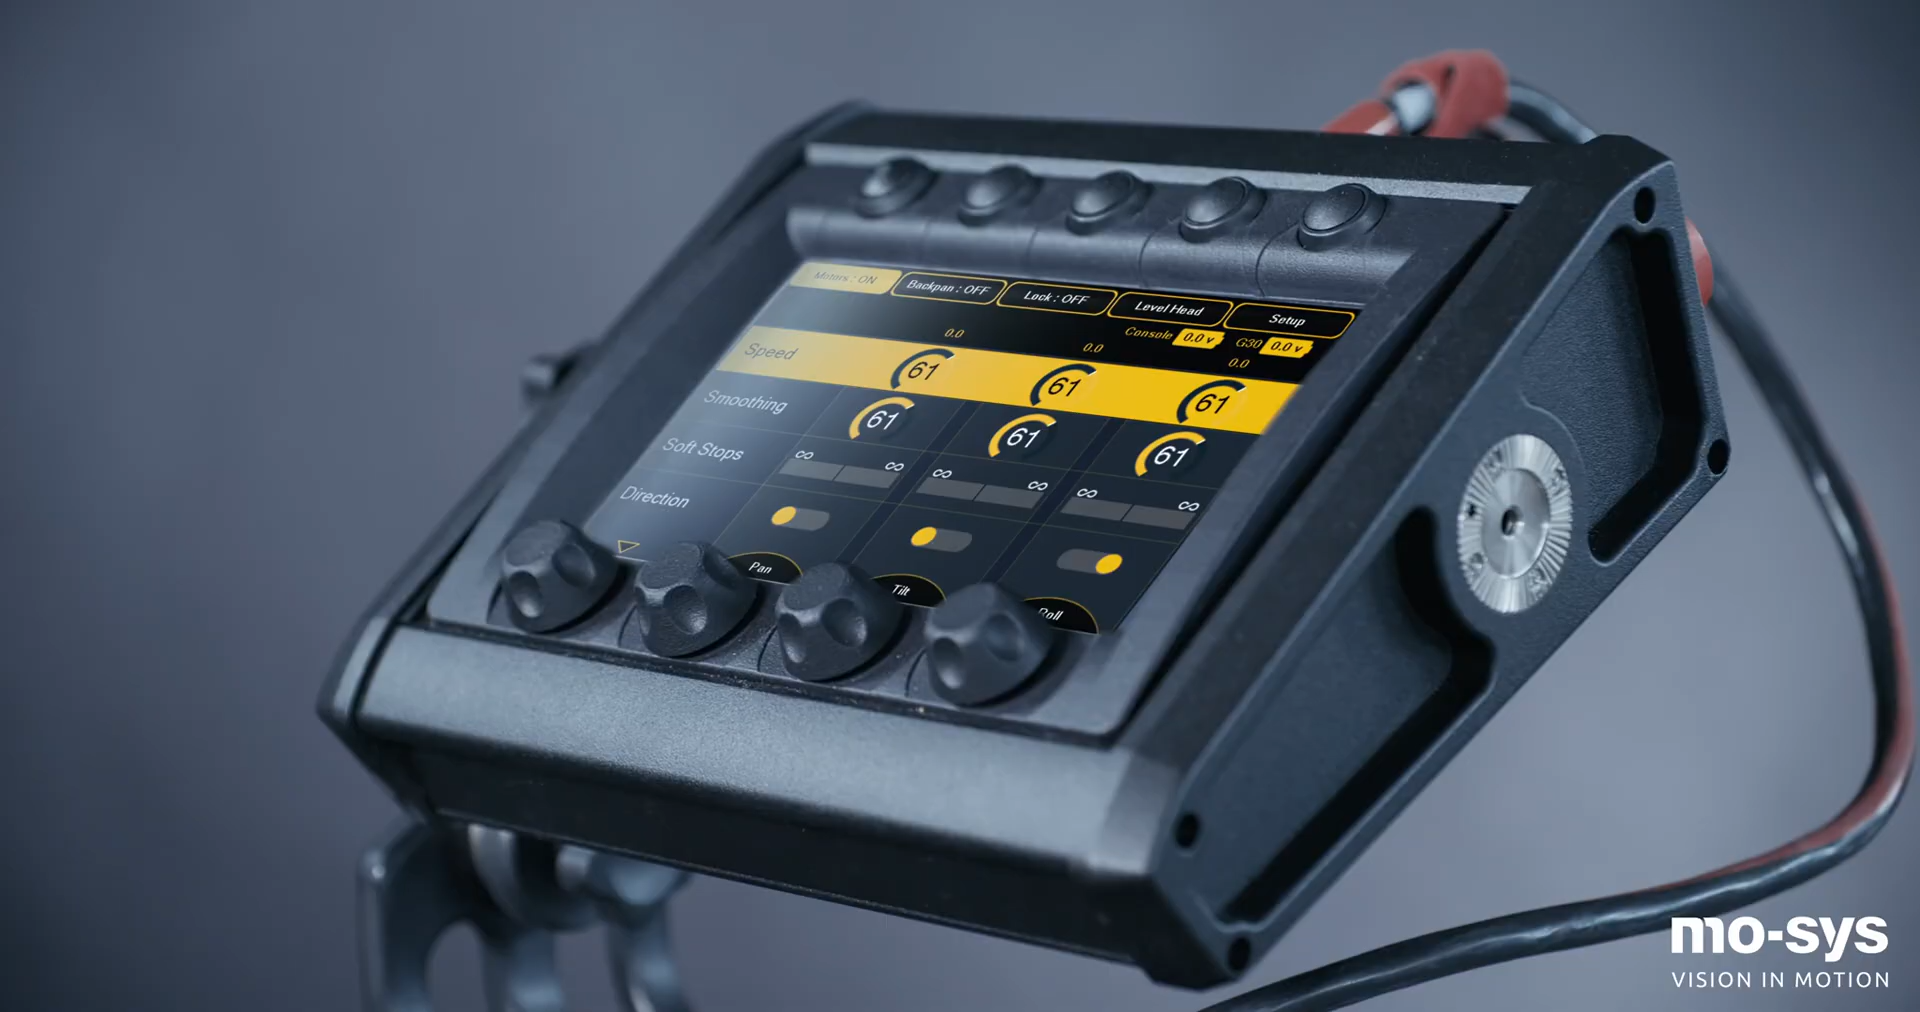 Motors : ON
Backpan : OFF
Lock : OFF
Level Head
Setup
Console 0.0 v G30 0.0 v
0.0 0.0 0.0
Speed 61 61 61
Smoothing 61 61 61
Soft Stops ∞ ∞ ∞ ∞ ∞ ∞
Direction
Pan Tilt Roll
mo-sys
VISION IN MOTION